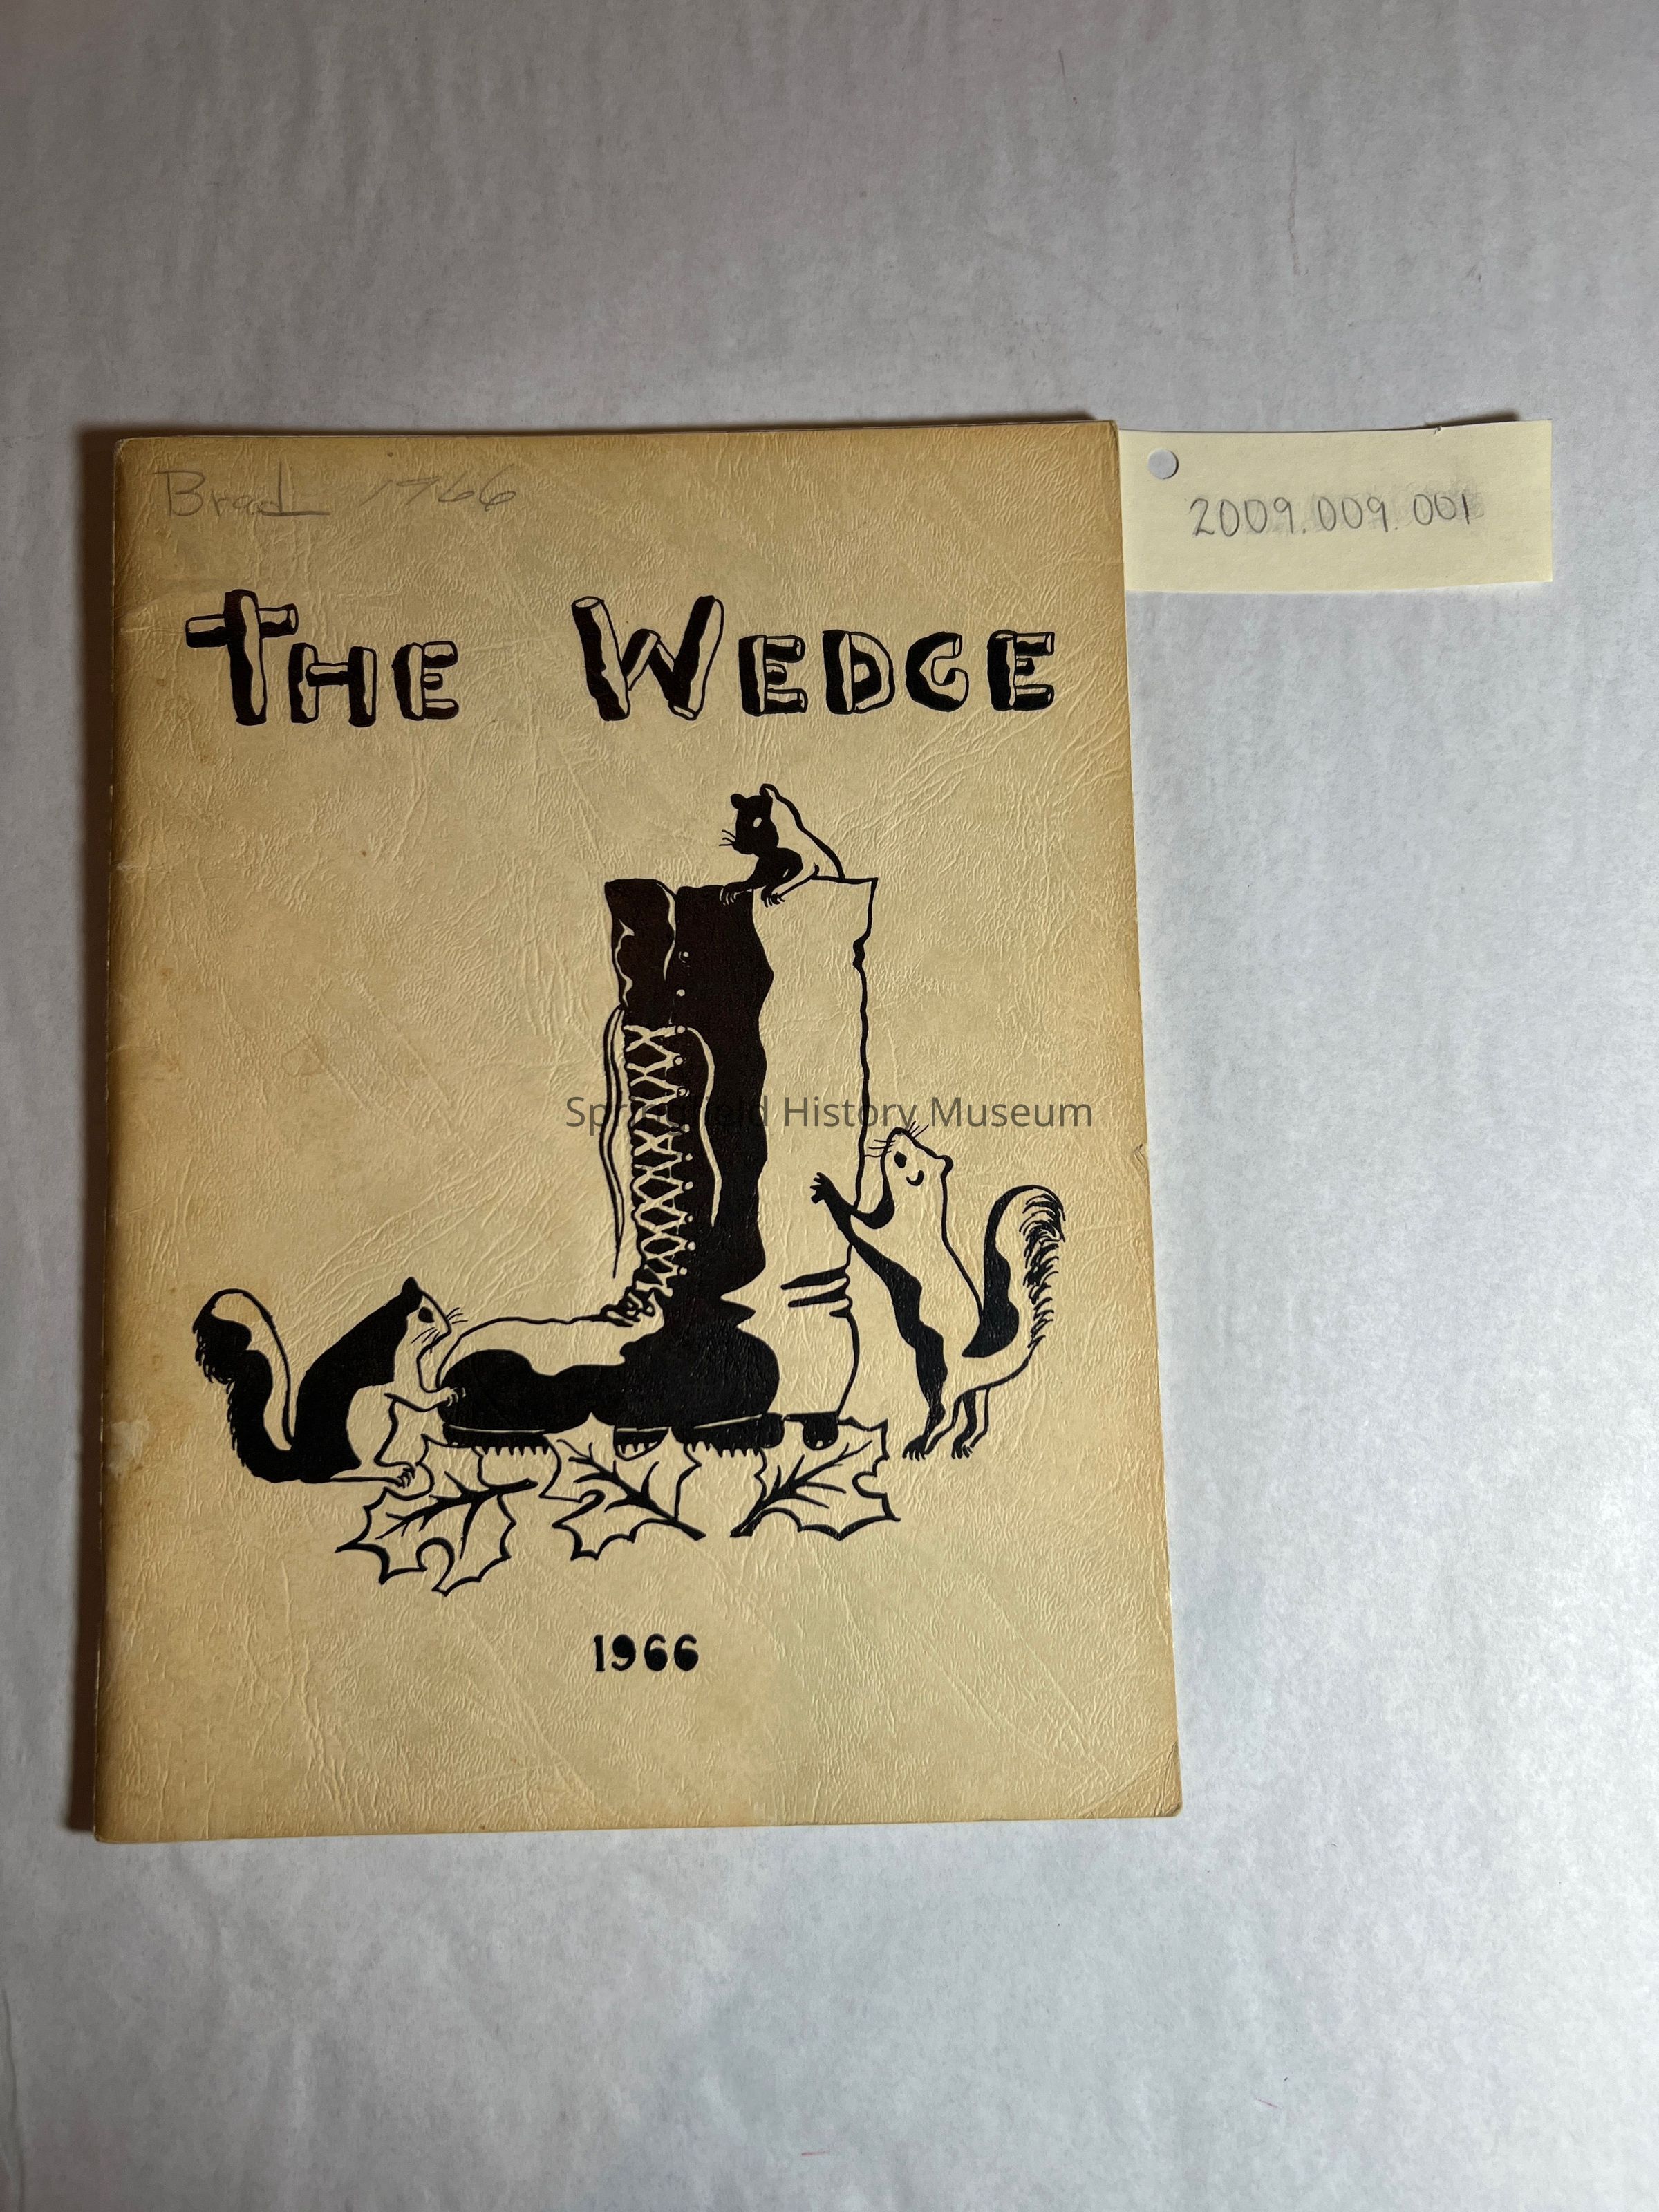 Brad 1966
2009.009.001
THE WEDGE
Springfield History Museum
1966